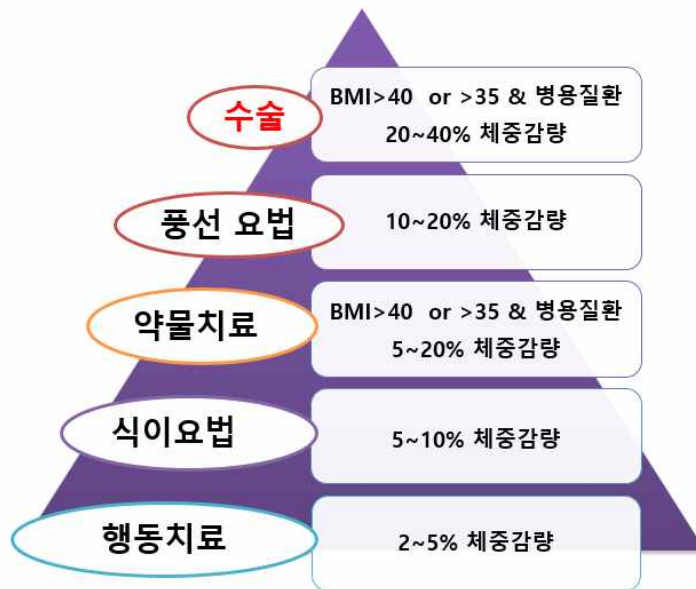 수술
BMI>40 or >35 & 병용질환
20~40% 체중감량
풍선 요법
10~20% 체중감량
약물치료
BMI>40 or >35 & 병용질환
5~20% 체중감량
식이요법
5~10% 체중감량
행동치료
2~5% 체중감량